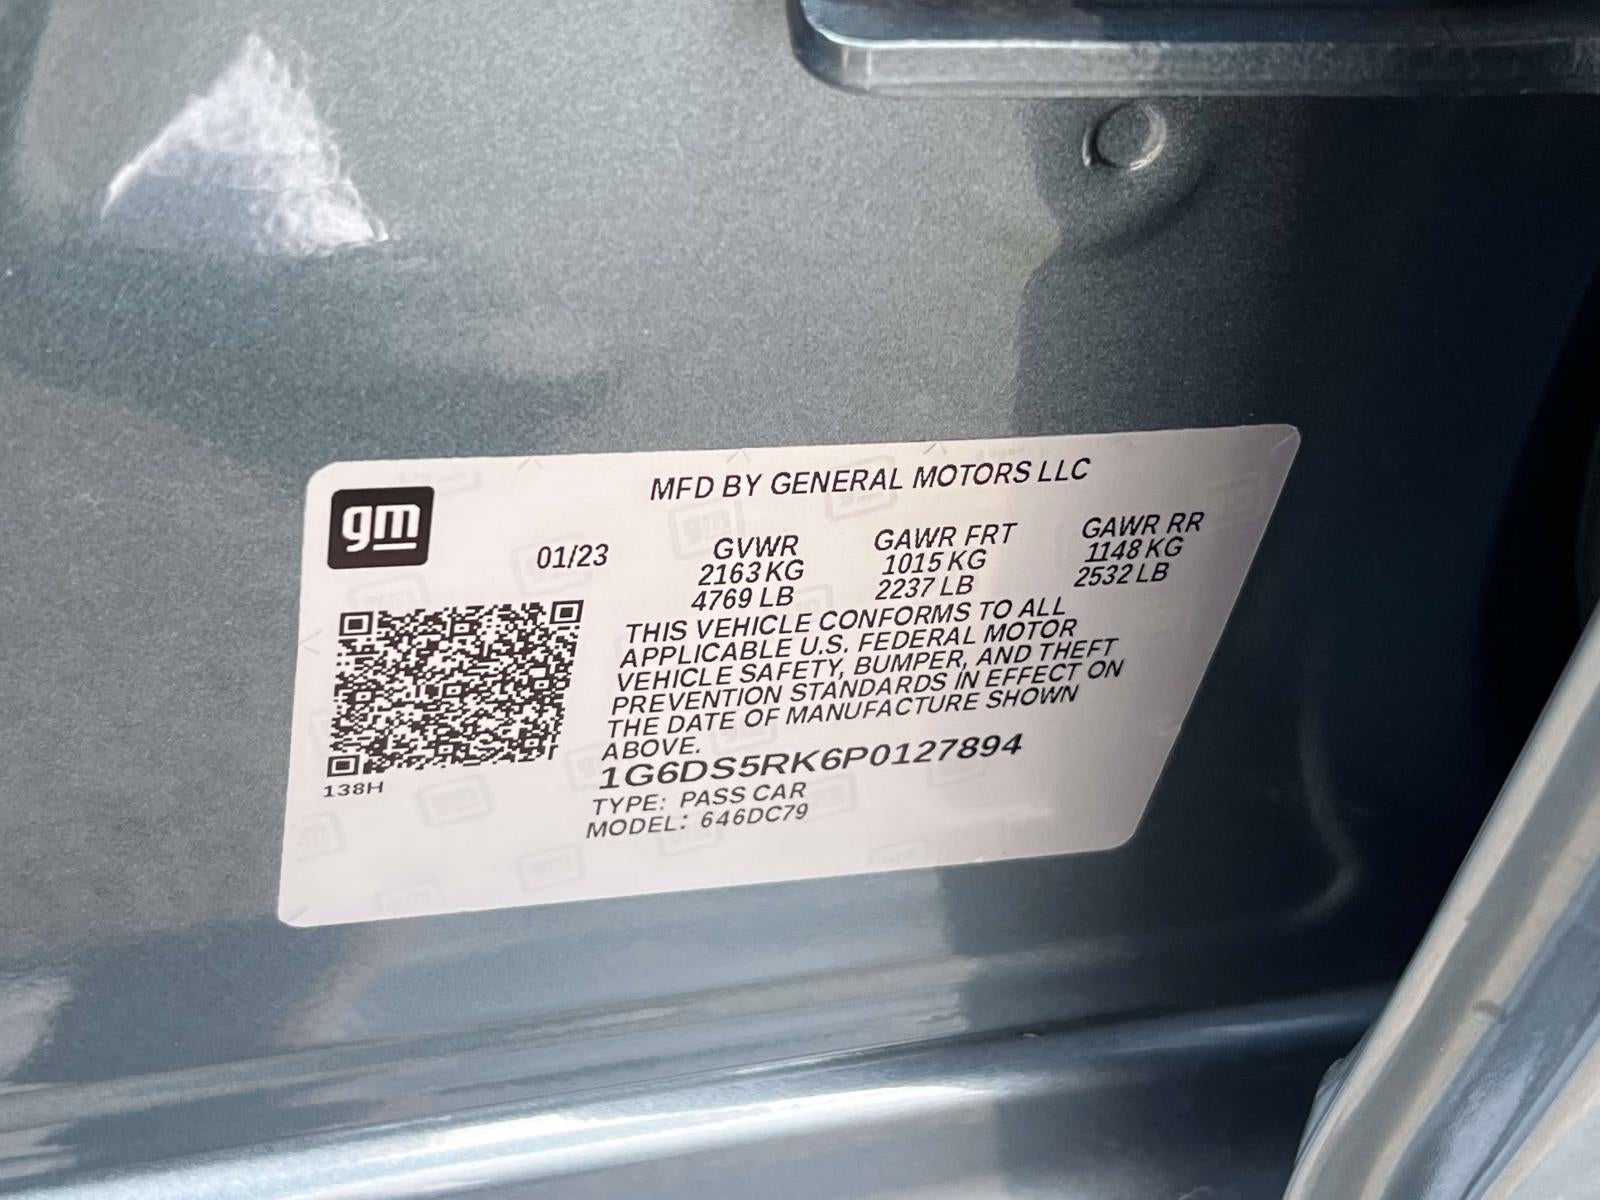 MFD BY GENERAL MOTORS LLC
gm
01/23
GVWR
2163 KG
4769 LB
GAWR FRT
1015 KG
2237 LB
GAWR RR
1148 KG
2532 LB
THIS VEHICLE CONFORMS TO ALL
APPLICABLE U.S. FEDERAL MOTOR
VEHICLE SAFETY, BUMPER, AND THEFT
PREVENTION STANDARDS IN EFFECT ON
THE DATE OF MANUFACTURE SHOWN
ABOVE.
1G6DS5RK6P0127894
TYPE: PASS CAR
MODEL: 646DC79
138H